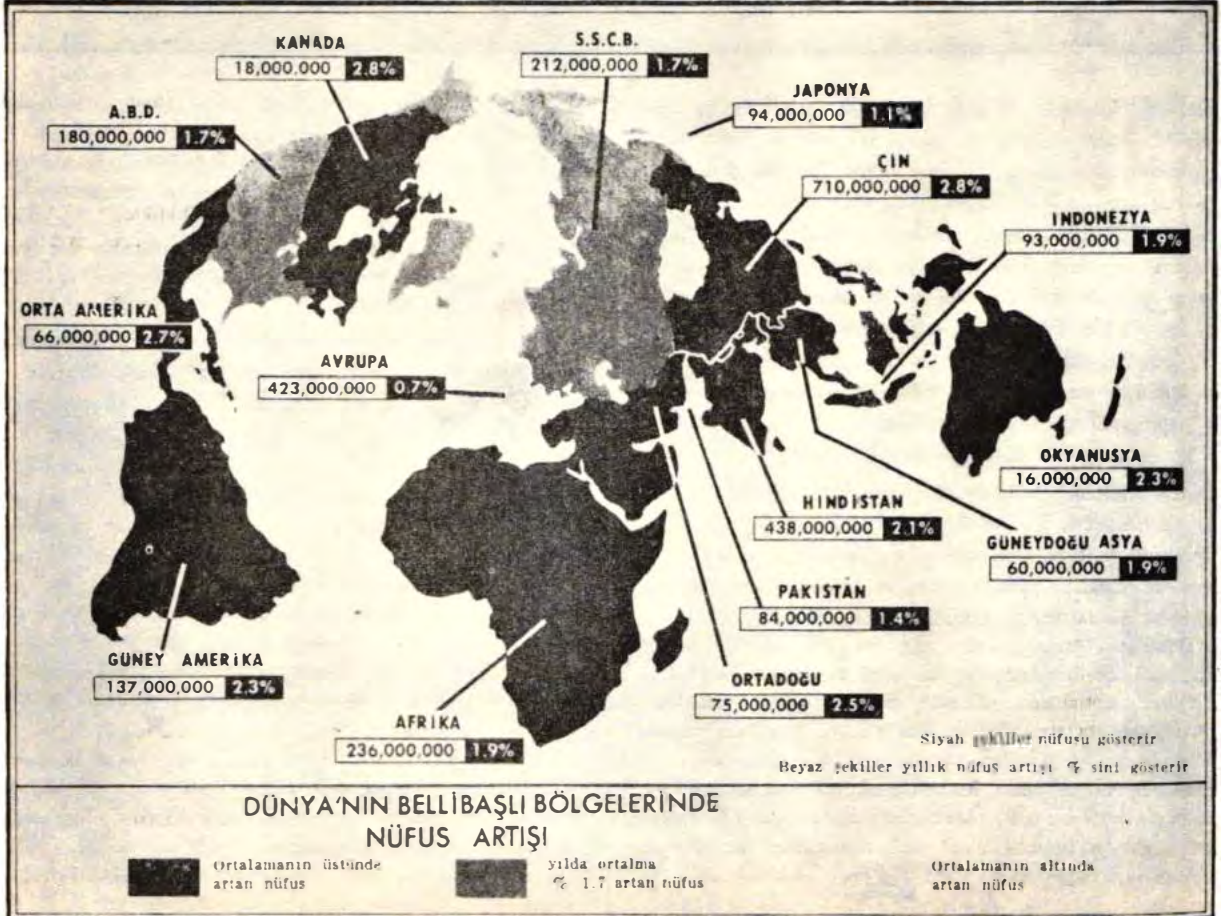 KANADA
18,000,000 2.8%
S.S.C.B.
212,000,000 1.7%
A.B.D.
180,000,000 1.7%
JAPONYA
94,000,000 1.1%
ÇİN
710,000,000 2.8%
INDONEZYA
93,000,000 1.9%
ORTA AMERİKA
66,000,000 2.7%
AVRUPA
423,000,000 0.7%
OKYANUSYA
16.000,000 2.3%
HINDISTAN
438,000,000 2.1%
GÜNEYDOĞU ASYA
60,000,000 1.9%
PAKISTAN
84,000,000 1.4%
GÜNEY AMERİKA
137,000,000 2.3%
ORTADOĞU
75,000,000 2.5%
AFRIKA
236,000,000 1.9%
Siyah şekiller nüfusu gösterir
Beyaz şekiller yıllık nüfus artışı % sini gösterir
DÜNYA'NIN BELLİBAŞLI BÖLGELERİNDE
NÜFUS ARTIŞI
Ortalamanın üstünde
artan nüfus
yılda ortalma
% 1.7 artan nüfus
Ortalamanın altında
artan nüfus